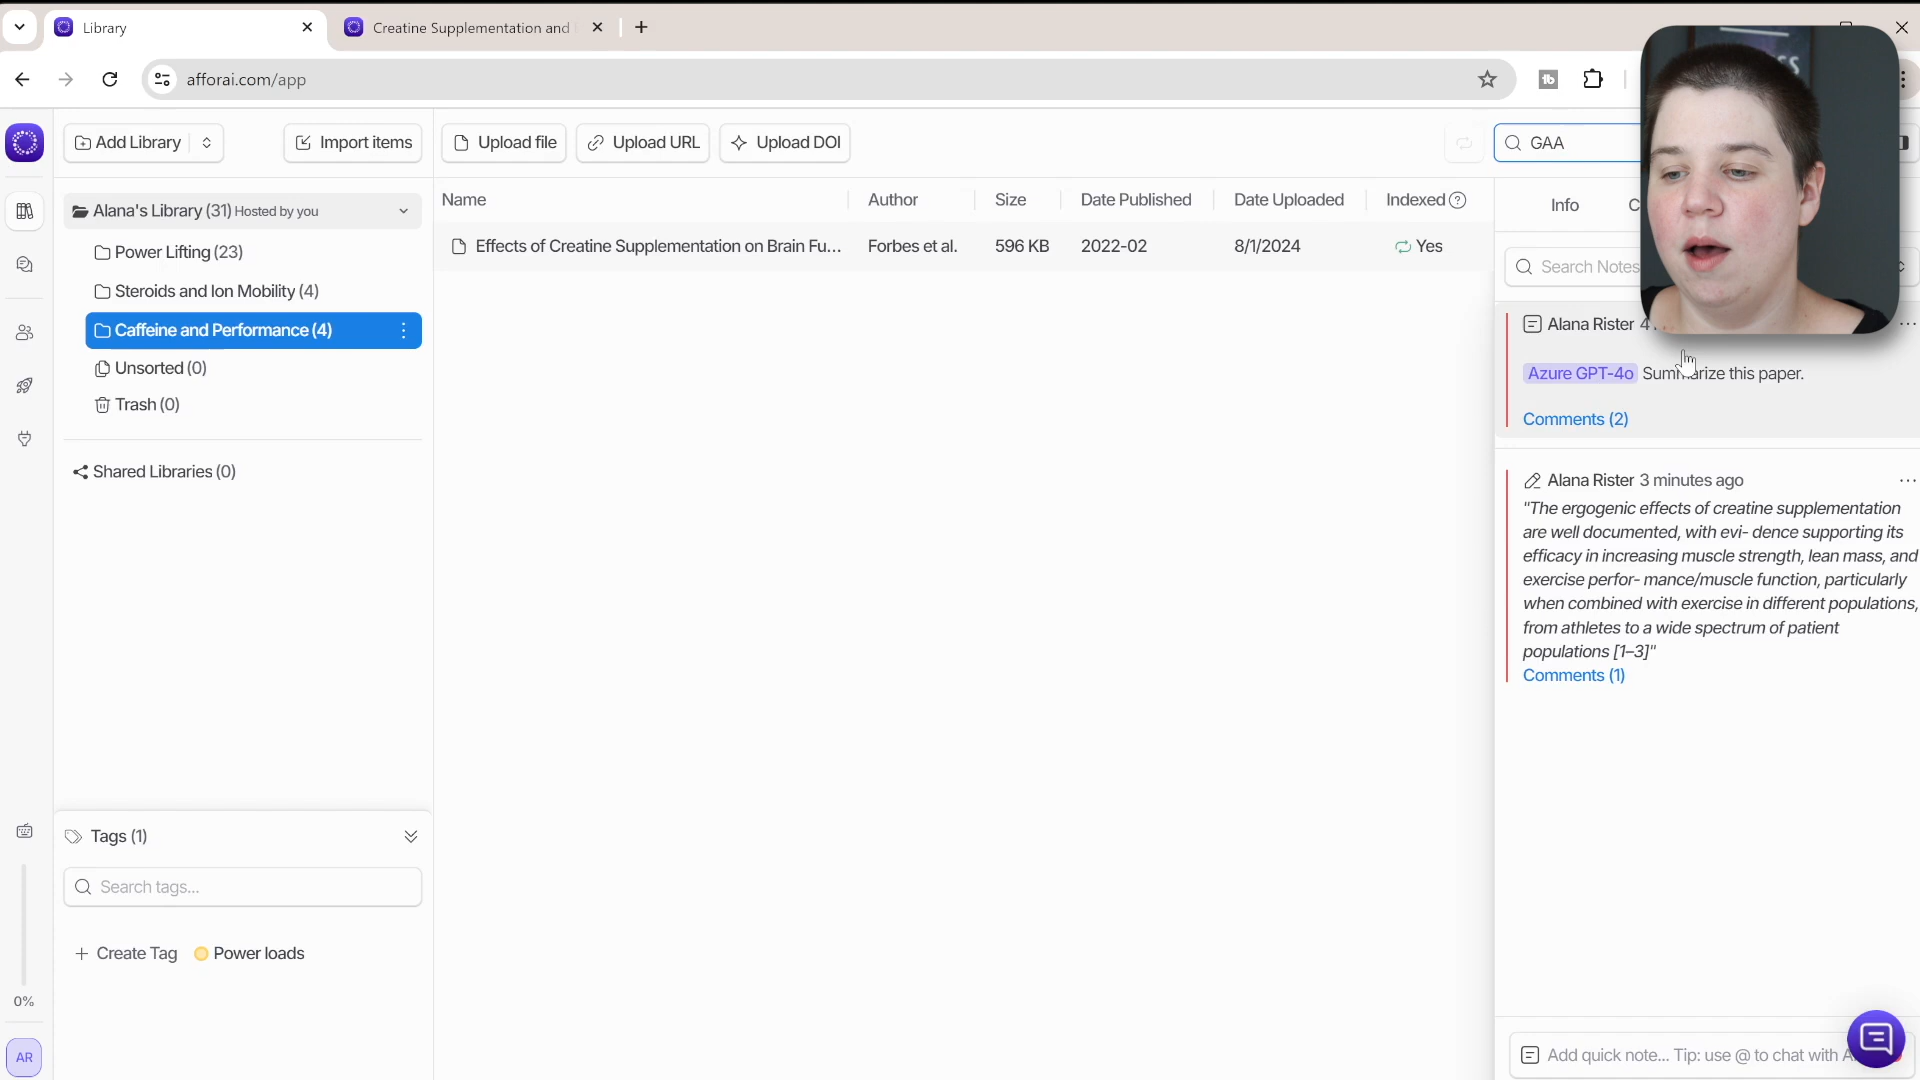 Library
Creatine Supplementation and
afforai.com/app
Add Library
Import items
Upload file
Upload URL
Upload DOI
GAA
Alana's Library (31) Hosted by you
Power Lifting (23)
Steroids and Ion Mobility (4)
Caffeine and Performance (4)
Unsorted (0)
Trash (0)
Shared Libraries (0)
Name
Author
Size
Date Published
Date Uploaded
Indexed ?
Effects of Creatine Supplementation on Brain Fu...
Forbes et al.
596 KB
2022-02
8/1/2024
Yes
Info
Search Notes
Alana Rister 4
Azure GPT-4o Summarize this paper.
Comments (2)
Alana Rister 3 minutes ago
"The ergogenic effects of creatine supplementation
are well documented, with evi- dence supporting its
efficacy in increasing muscle strength, lean mass, and
exercise perfor- mance/muscle function, particularly
when combined with exercise in different populations,
from athletes to a wide spectrum of patient
populations [1–3]"
Comments (1)
Tags (1)
Search tags...
+ Create Tag
Power loads
0%
AR
Add quick note... Tip: use @ to chat with